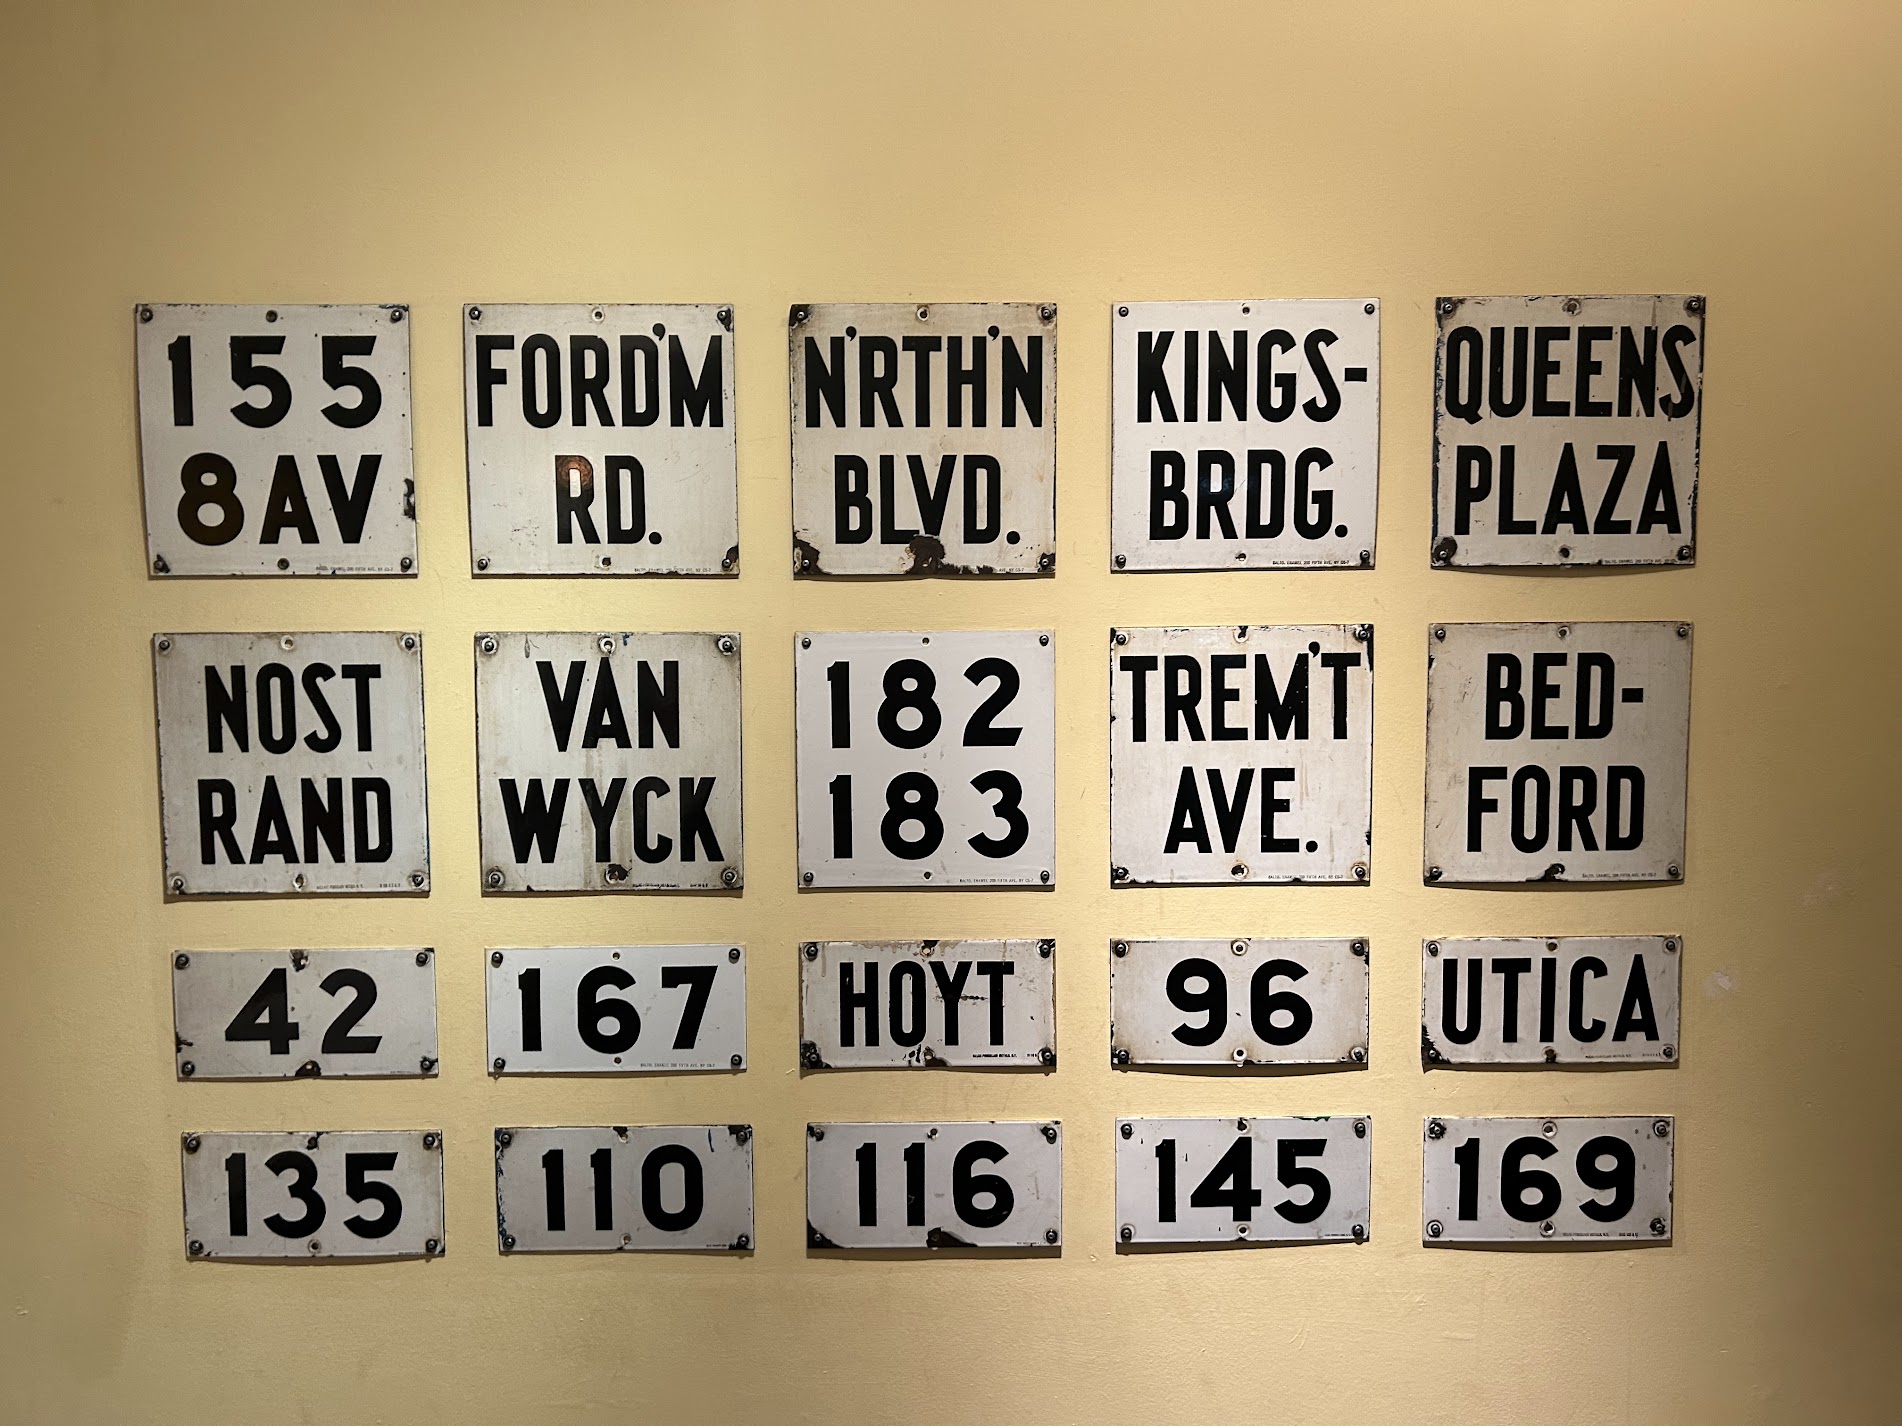 155
8AV
FORD'M
RD.
N'RTH'N
BLVD.
KINGS-
BRDG.
QUEENS
PLAZA
NOST
RAND
VAN
WYCK
182
183
TREM'T
AVE.
BED-
FORD
42
167
HOYT
96
UTICA
135
110
116
145
169